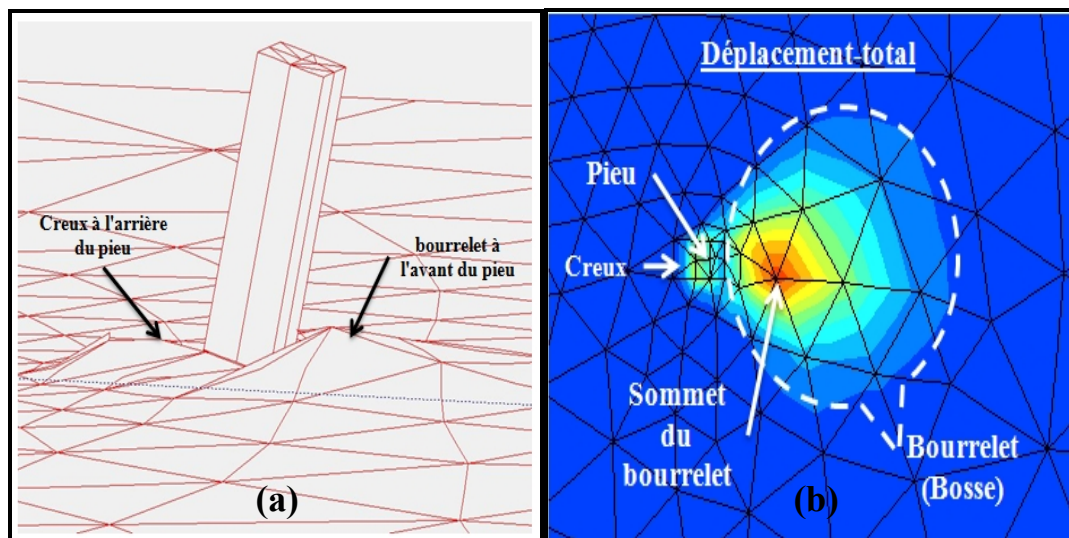 Creux à l'arrière
du pieu
bourrelet à
l'avant du pieu
(a)
Déplacement total
Pieu
Creux
Sommet
du
bourrelet
Bourrelet
(Bosse)
(b)